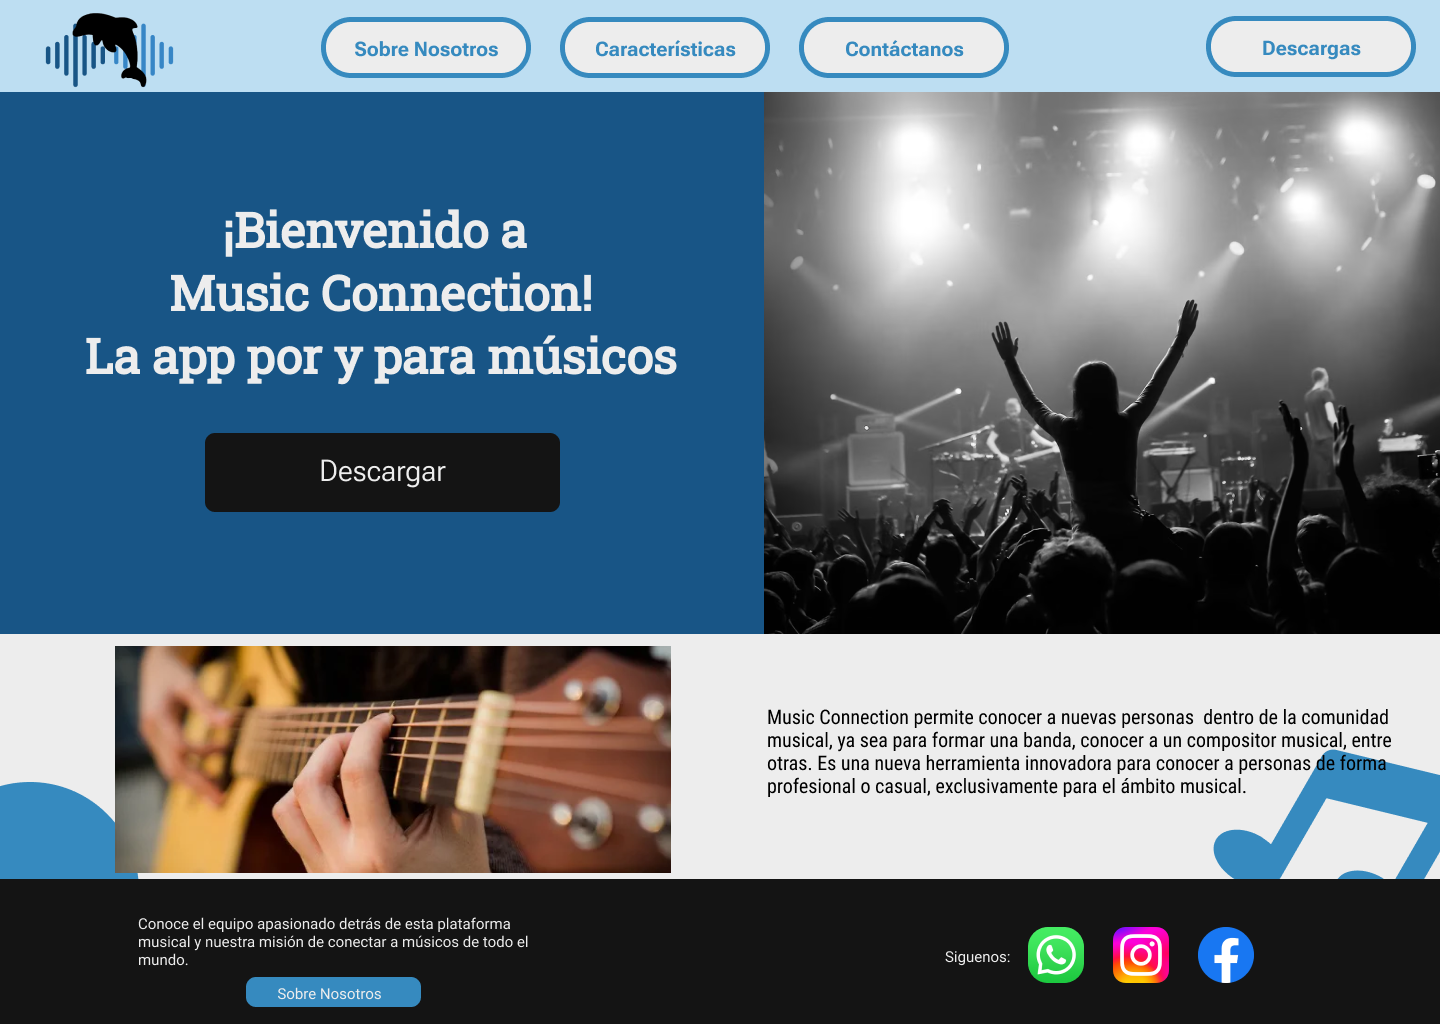 Sobre Nosotros
Características
Contáctanos
Descargas
¡Bienvenido a
Music Connection!
La app por y para músicos
Descargar
Music Connection permite conocer a nuevas personas  dentro de la comunidad
musical, ya sea para formar una banda, conocer a un compositor musical, entre
otras. Es una nueva herramienta innovadora para conocer a personas de forma
profesional o casual, exclusivamente para el ámbito musical.
Conoce el equipo apasionado detrás de esta plataforma
musical y nuestra misión de conectar a músicos de todo el
mundo.
Sobre Nosotros
Siguenos: